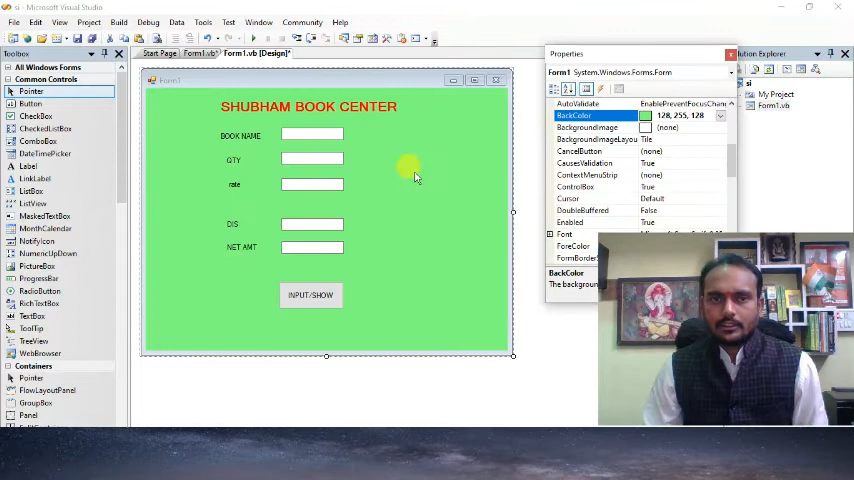 si - Microsoft Visual Studio
File Edit View Project Build Debug Data Tools Test Window Community Help
Toolbox
Start Page Form1.vb* Form1.vb [Design]*
Properties
Solution Explorer
All Windows Forms
Common Controls
Pointer
Button
CheckBox
CheckedListBox
ComboBox
DateTimePicker
Label
LinkLabel
ListBox
ListView
MaskedTextBox
MonthCalendar
NotifyIcon
NumericUpDown
PictureBox
ProgressBar
RadioButton
RichTextBox
TextBox
ToolTip
TreeView
WebBrowser
Containers
Pointer
FlowLayoutPanel
GroupBox
Panel
Form1
SHUBHAM BOOK CENTER
BOOK NAME
QTY
rate
DIS
NET AMT
INPUT/SHOW
Form1 System.Windows.Forms.Form
AutoValidate EnablePreventFocusChang
BackColor 128, 255, 128
BackgroundImage (none)
BackgroundImageLayou Tile
CancelButton (none)
CausesValidation True
ContextMenuStrip (none)
ControlBox True
Cursor Default
DoubleBuffered False
Enabled True
Font
ForeColor
FormBorderS
BackColor
The backgroun
si
My Project
Form1.vb